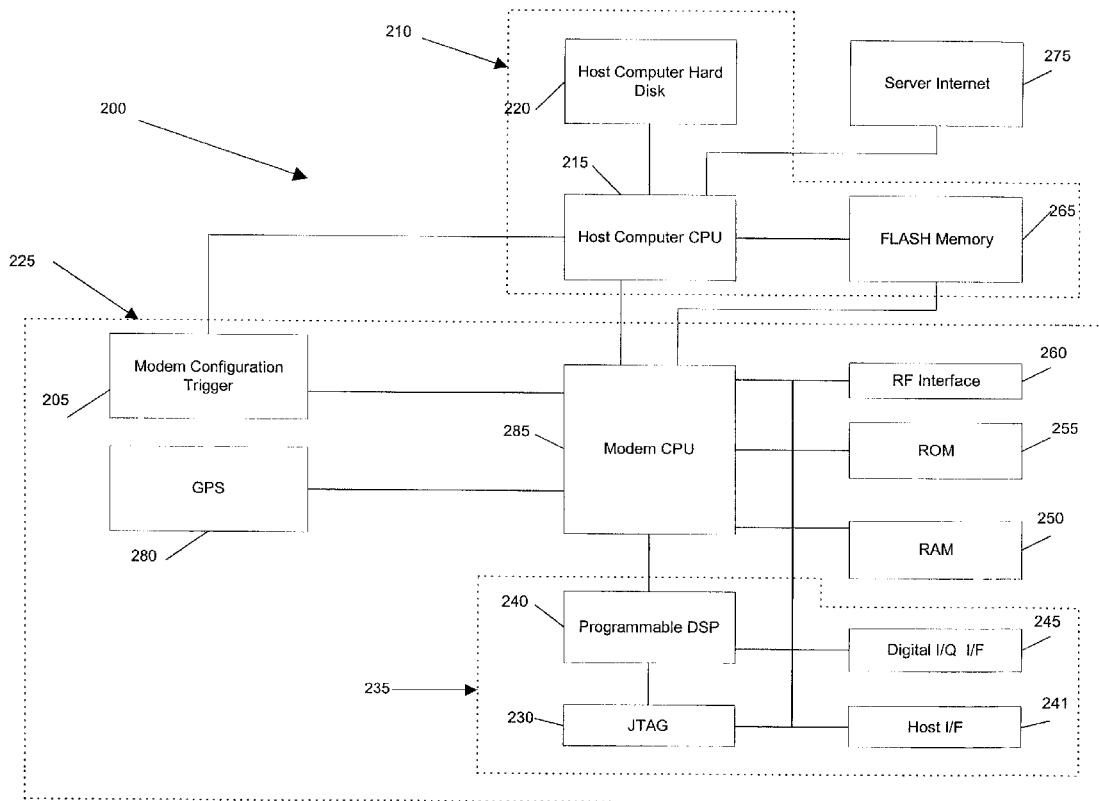 210
Host Computer Hard
Disk
220
Server Internet
275
200
215
Host Computer CPU
FLASH Memory
265
225
Modem Configuration
Trigger
205
285
Modem CPU
RF Interface
260
ROM
255
GPS
280
RAM
250
240
Programmable DSP
Digital I/Q I/F
245
235
230
JTAG
Host I/F
241